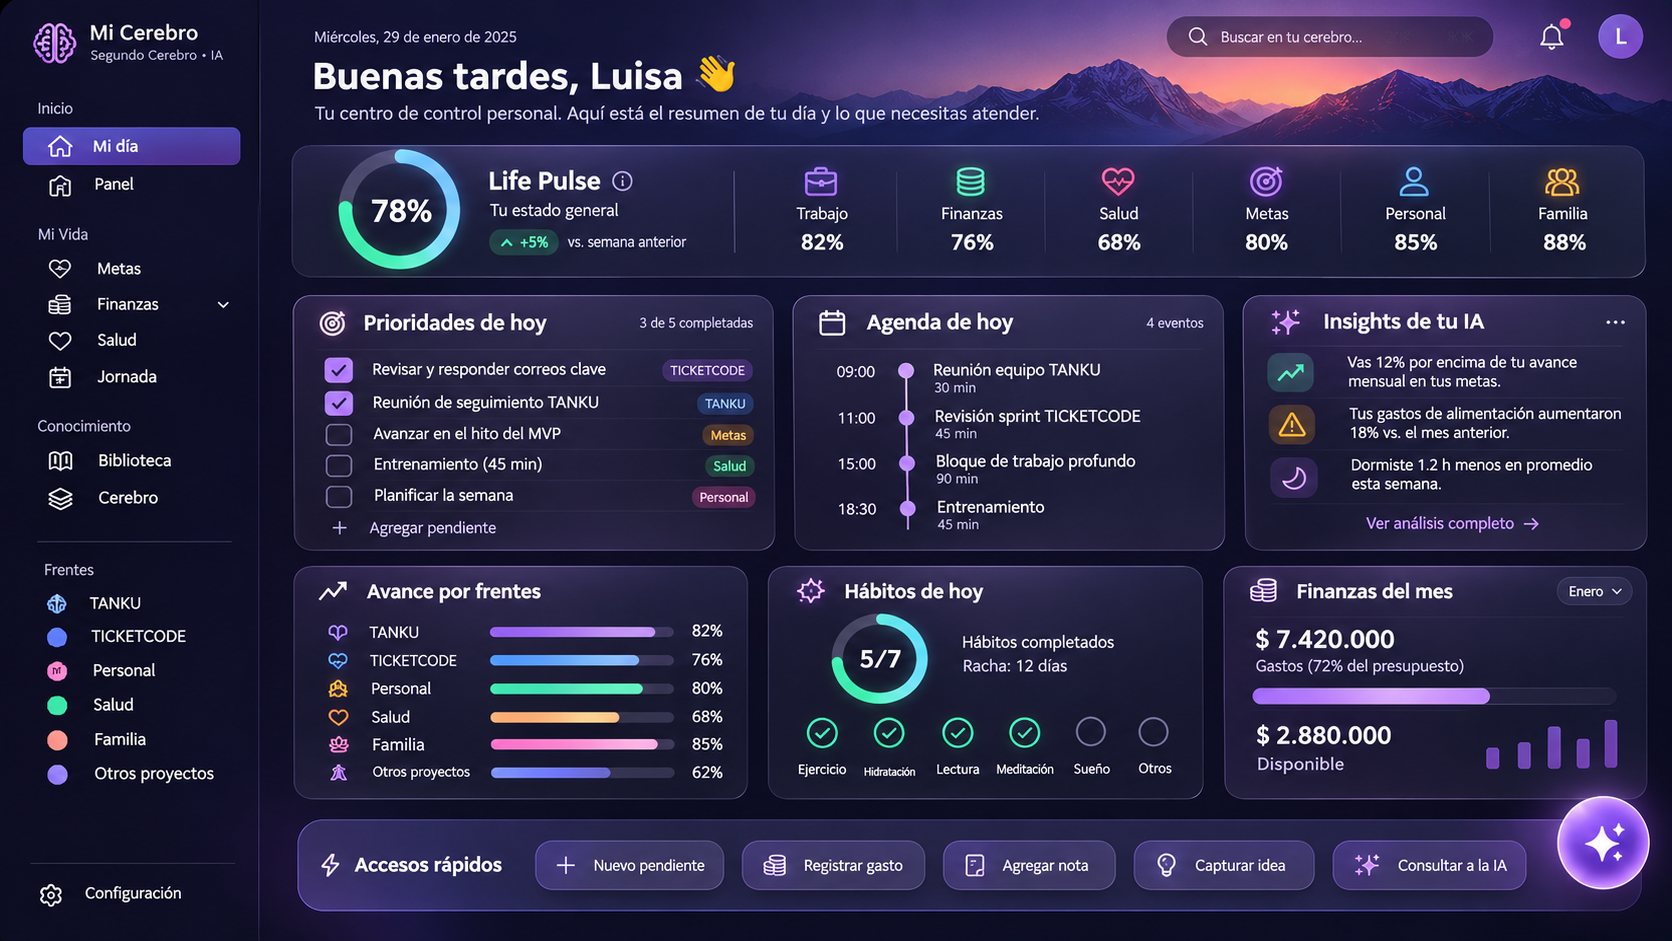 Mi Cerebro
Segundo Cerebro • IA
Inicio
Mi día
Panel
Mi Vida
Metas
Finanzas
Salud
Jornada
Conocimiento
Biblioteca
Cerebro
Frentes
TANKU
TICKETCODE
Personal
Salud
Familia
Otros proyectos
Configuración
Miércoles, 29 de enero de 2025
Buenas tardes, Luisa 👋
Tu centro de control personal. Aquí está el resumen de tu día y lo que necesitas atender.
Buscar en tu cerebro...
L
78%
Life Pulse
Tu estado general
+5% vs. semana anterior
Trabajo
82%
Finanzas
76%
Salud
68%
Metas
80%
Personal
85%
Familia
88%
Prioridades de hoy
3 de 5 completadas
Revisar y responder correos clave TICKETCODE
Reunión de seguimiento TANKU TANKU
Avanzar en el hito del MVP Metas
Entrenamiento (45 min) Salud
Planificar la semana Personal
+ Agregar pendiente
Agenda de hoy
4 eventos
09:00 Reunión equipo TANKU
30 min
11:00 Revisión sprint TICKETCODE
45 min
15:00 Bloque de trabajo profundo
90 min
18:30 Entrenamiento
45 min
Insights de tu IA
Vas 12% por encima de tu avance
mensual en tus metas.
Tus gastos de alimentación aumentaron
18% vs. el mes anterior.
Dormiste 1.2 h menos en promedio
esta semana.
Ver análisis completo →
Avance por frentes
TANKU 82%
TICKETCODE 76%
Personal 80%
Salud 68%
Familia 85%
Otros proyectos 62%
Hábitos de hoy
5/7
Hábitos completados
Racha: 12 días
Ejercicio
Hidratación
Lectura
Meditación
Sueño
Otros
Finanzas del mes
Enero
$ 7.420.000
Gastos (72% del presupuesto)
$ 2.880.000
Disponible
Accesos rápidos
+ Nuevo pendiente
Registrar gasto
Agregar nota
Capturar idea
Consultar a la IA